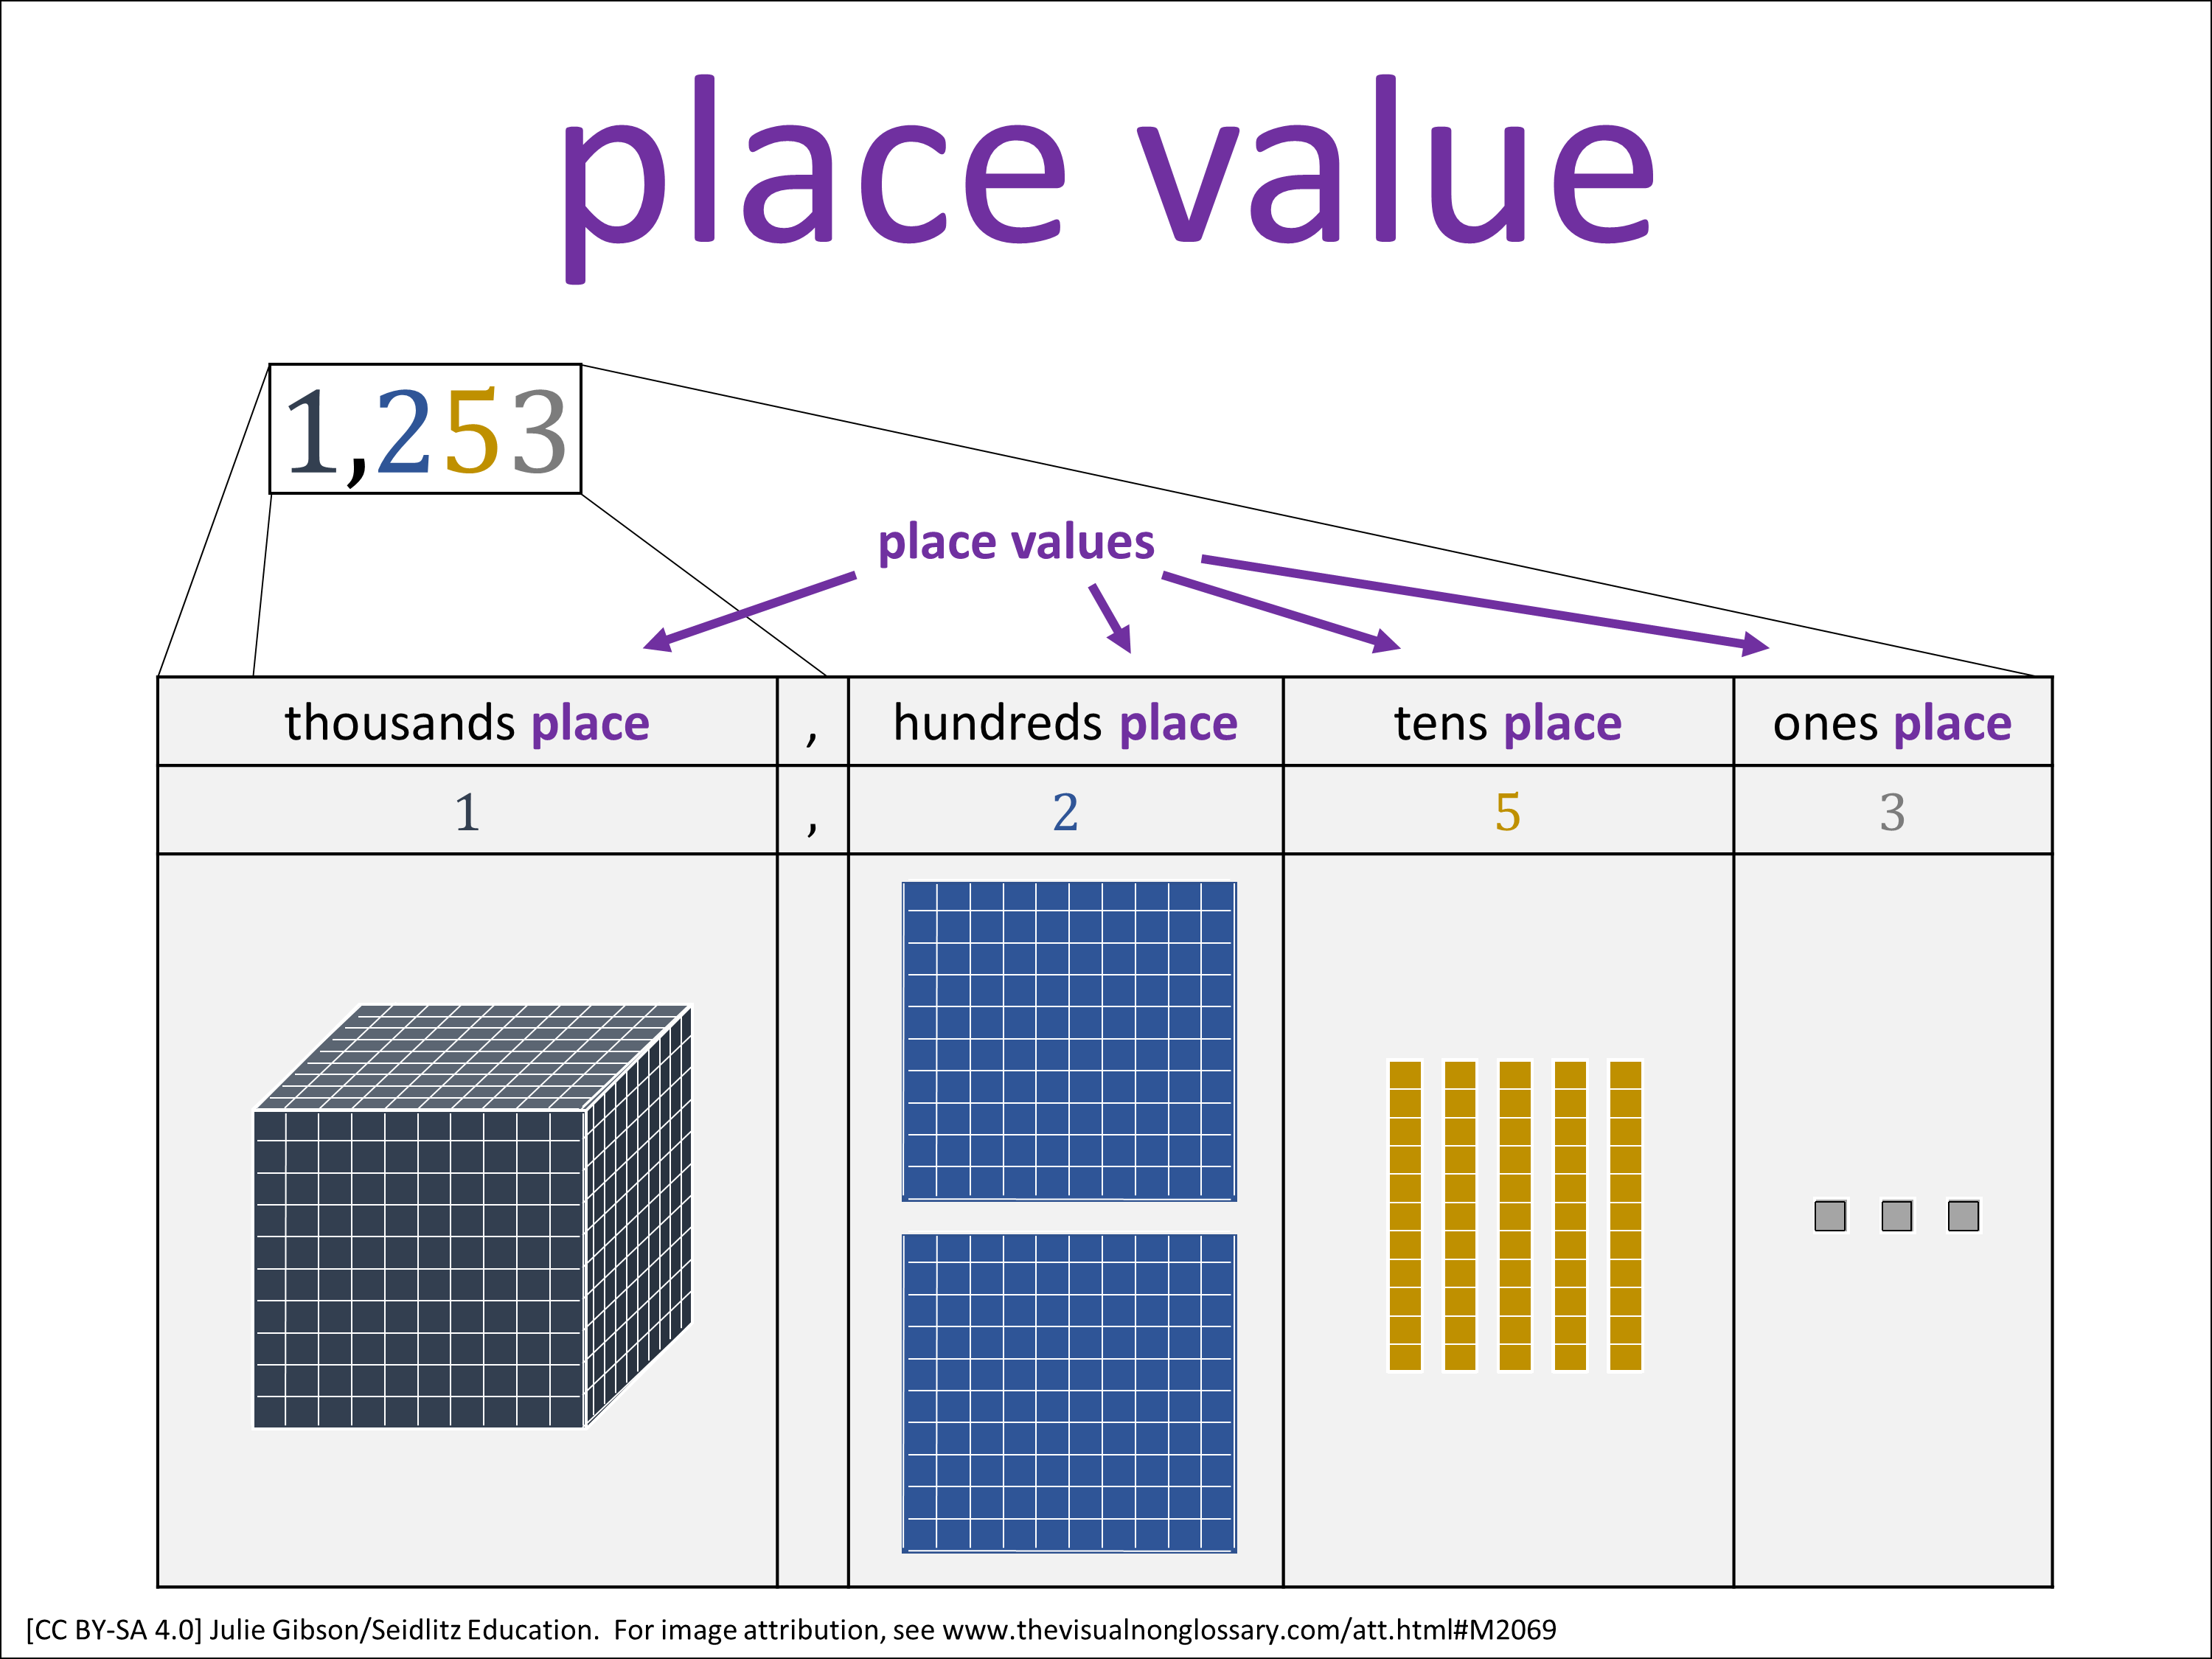 place value
1,253
place values
thousands place , hundreds place tens place ones place
1 , 2 5 3
[CC BY-SA 4.0] Julie Gibson/Seidlitz Education. For image attribution, see www.thevisualnonglossary.com/att.html#M2069